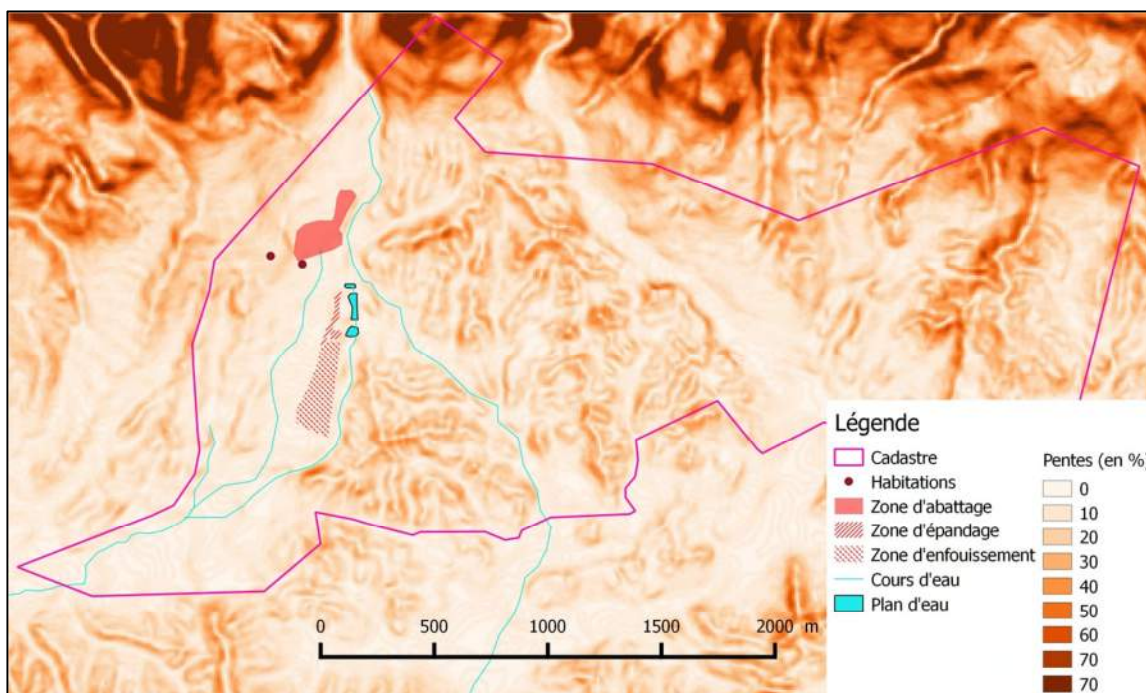 Légende
Cadastre
Habitations
Zone d'abattage
Zone d'épandage
Zone d'enfouissement
Cours d'eau
Plan d'eau
Pentes (en %)
0
10
20
30
40
50
60
70
70
0 500 1000 1500 2000 m